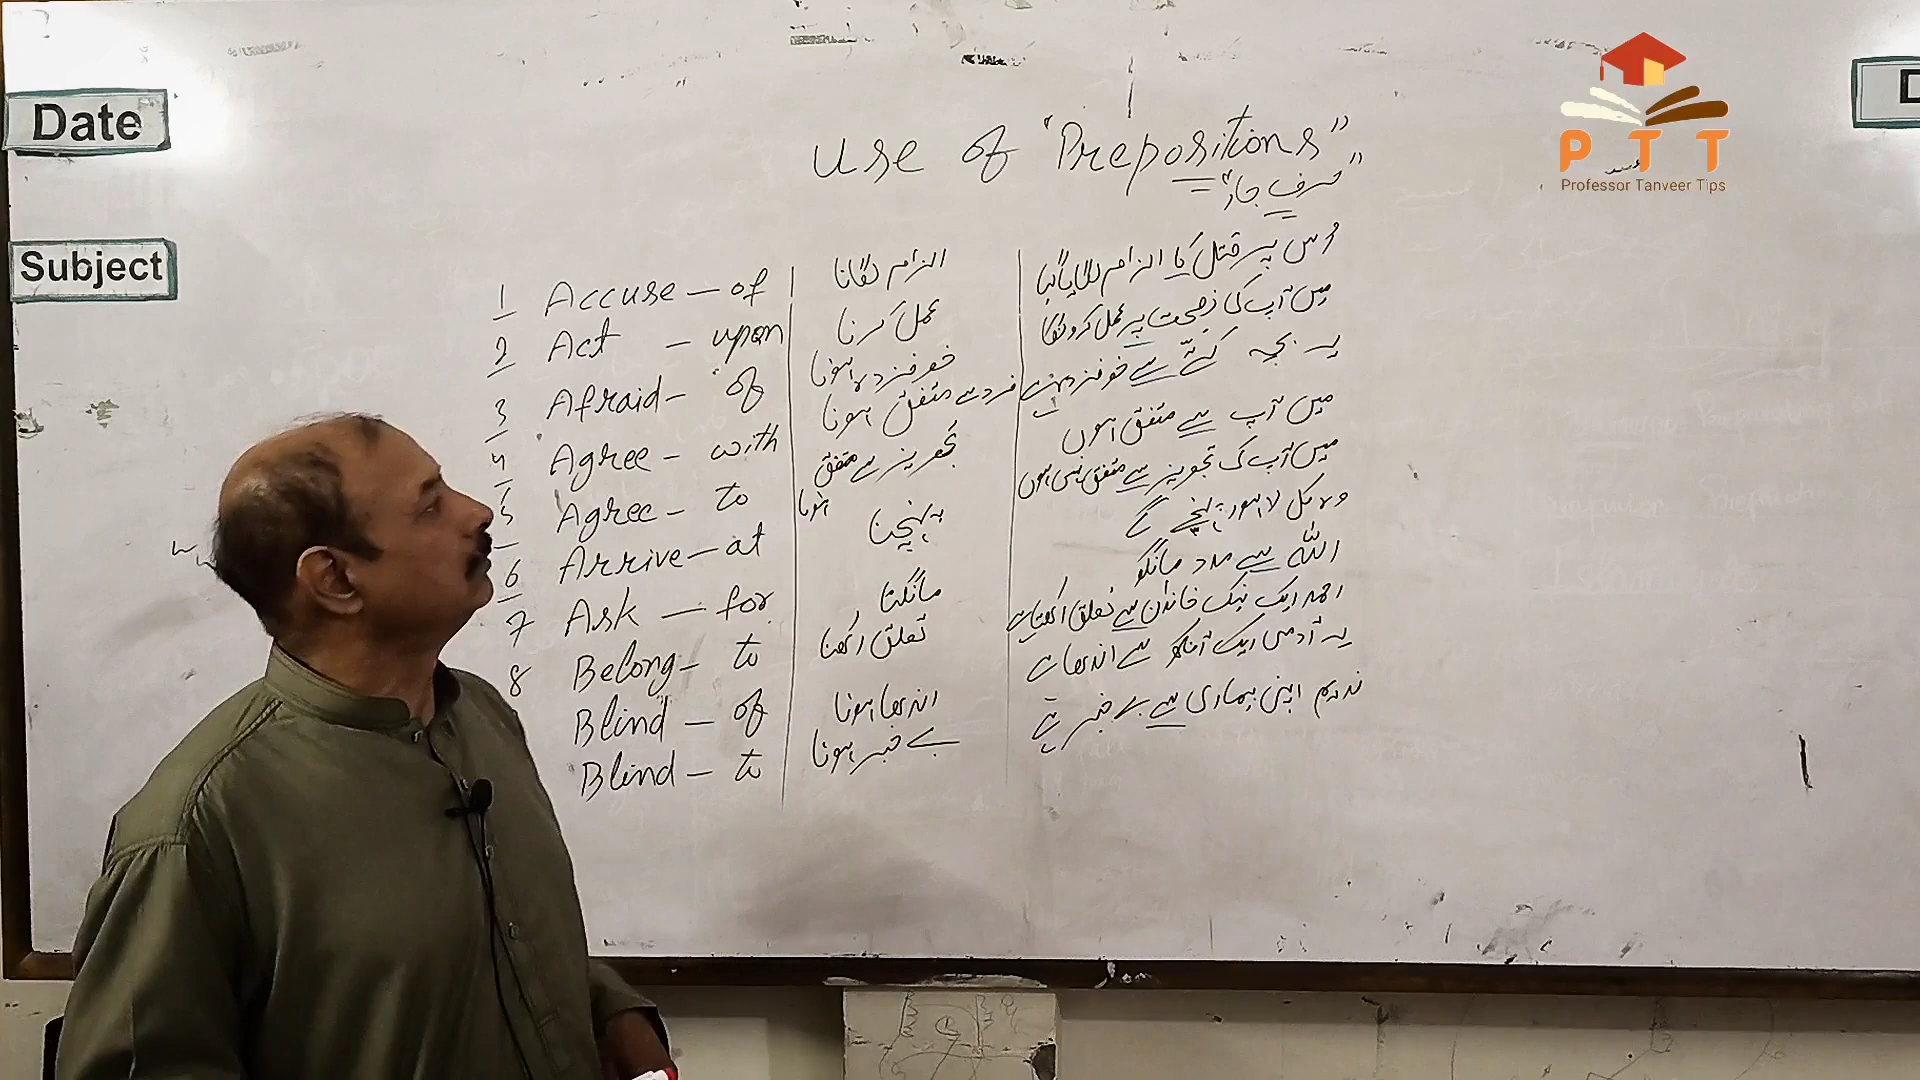 Date
Subject
D
PTT
Professor Tanveer Tips
Use of "Prepositions"
"حرف جار"
1 Accuse - of | الزام لگانا | اُس پر قتل کا الزام لگایا گیا
2 Act - upon | عمل کرنا | میں آپ کی نصیحت پر عمل کروں گا
3 Afraid - of | خوفزدہ ہونا | یہ بچہ کتّے سے خوفزدہ ہے
4 Agree - with | فرد سے متفق ہونا | میں آپ سے متفق ہوں
5 Agree - to | تجویز سے متفق ہونا | میں آپ کی تجویز سے متفق نہیں ہوں
6 Arrive - at | پہنچنا | وہ کل لاہور پہنچے گا
7 Ask - for | مانگنا | اللہ سے مدد مانگو
8 Belong - to | تعلق رکھنا | احمد ایک نیک خاندان سے تعلق رکھتا ہے
Blind - of | اندھا ہونا | یہ آدمی ایک آنکھ سے اندھا ہے
Blind - to | بے خبر ہونا | ندیم اپنی بیماری سے بے خبر ہے